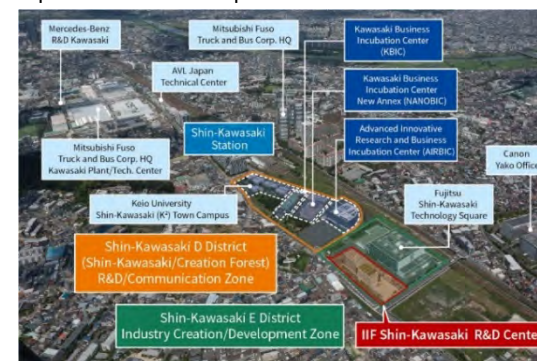 Mercedes-Benz
R&D Kawasaki
Mitsubishi Fuso
Truck and Bus Corp. HQ
Kawasaki Business
Incubation Center
(KBIC)
AVL Japan
Technical Center
Kawasaki Business
Incubation Center
New Annex (NANOBIC)
Mitsubishi Fuso
Truck and Bus Corp. HQ
Kawasaki Plant/Tech. Center
Shin-Kawasaki
Station
Advanced Innovative
Research and Business
Incubation Center (AIRBIC)
Canon
Yako Office
Keio University
Shin-Kawasaki (K²) Town Campus
Fujitsu
Shin-Kawasaki
Technology Square
Shin-Kawasaki D District
(Shin-Kawasaki/Creation Forest)
R&D/Communication Zone
Shin-Kawasaki E District
Industry Creation/Development Zone
IIF Shin-Kawasaki R&D Cente